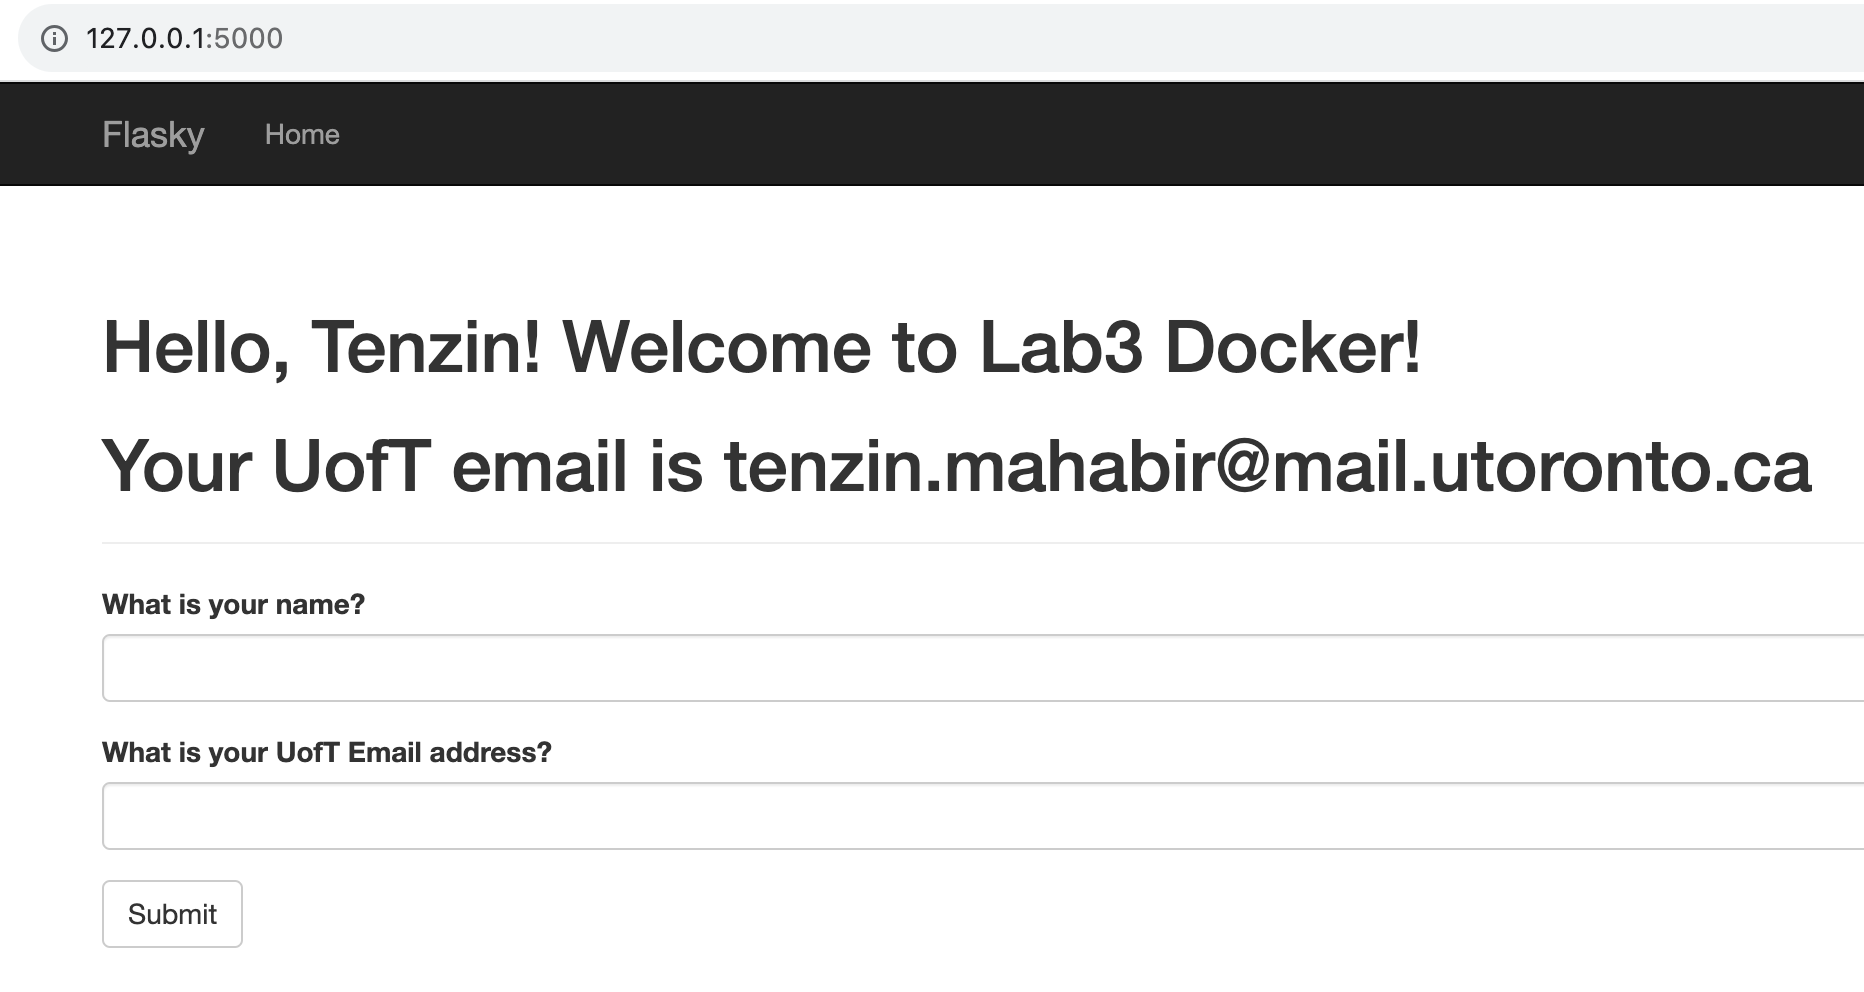 127.0.0.1:5000
Flasky Home
Hello, Tenzin! Welcome to Lab3 Docker!
Your UofT email is tenzin.mahabir@mail.utoronto.ca
What is your name?
What is your UofT Email address?
Submit